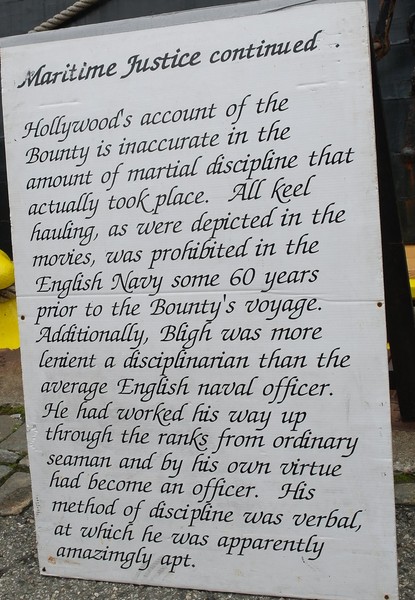 Maritime Justice continued .
Hollywood's account of the
Bounty is inaccurate in the
amount of martial discipline that
actually took place. All keel
hauling, as were depicted in the
movies, was prohibited in the
English Navy some 60 years
prior to the Bounty's voyage.
Additionally, Bligh was more
lenient a disciplinarian than the
average English naval officer.
He had worked his way up
through the ranks from ordinary
seaman and by his own virtue
had become an officer. His
method of discipline was verbal,
at which he was apparently
amazimgly apt.